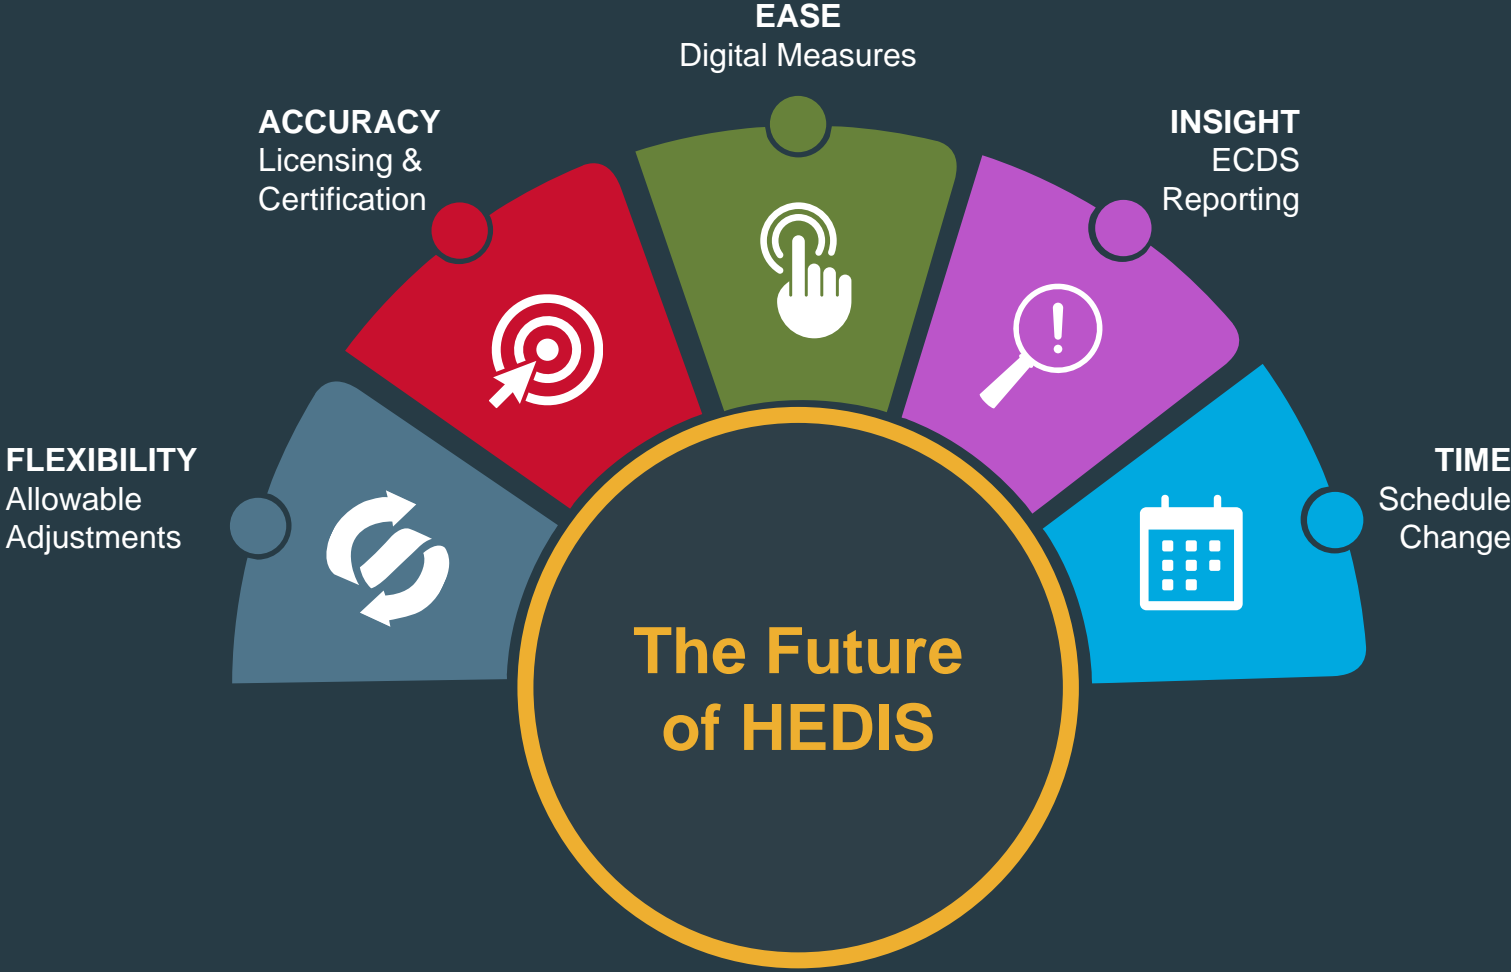 EASE
Digital Measures
ACCURACY
Licensing &
Certification
INSIGHT
ECDS
Reporting
FLEXIBILITY
Allowable
Adjustments
TIME
Schedule
Change
The Future
of HEDIS